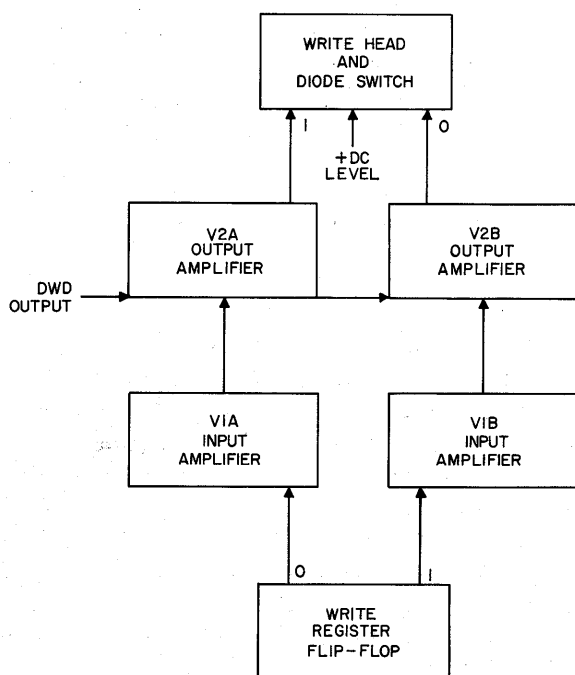 WRITE HEAD
AND
DIODE SWITCH
1
0
+DC
LEVEL
V2A
OUTPUT
AMPLIFIER
V2B
OUTPUT
AMPLIFIER
DWD
OUTPUT
V1A
INPUT
AMPLIFIER
V1B
INPUT
AMPLIFIER
0
1
WRITE
REGISTER
FLIP-FLOP